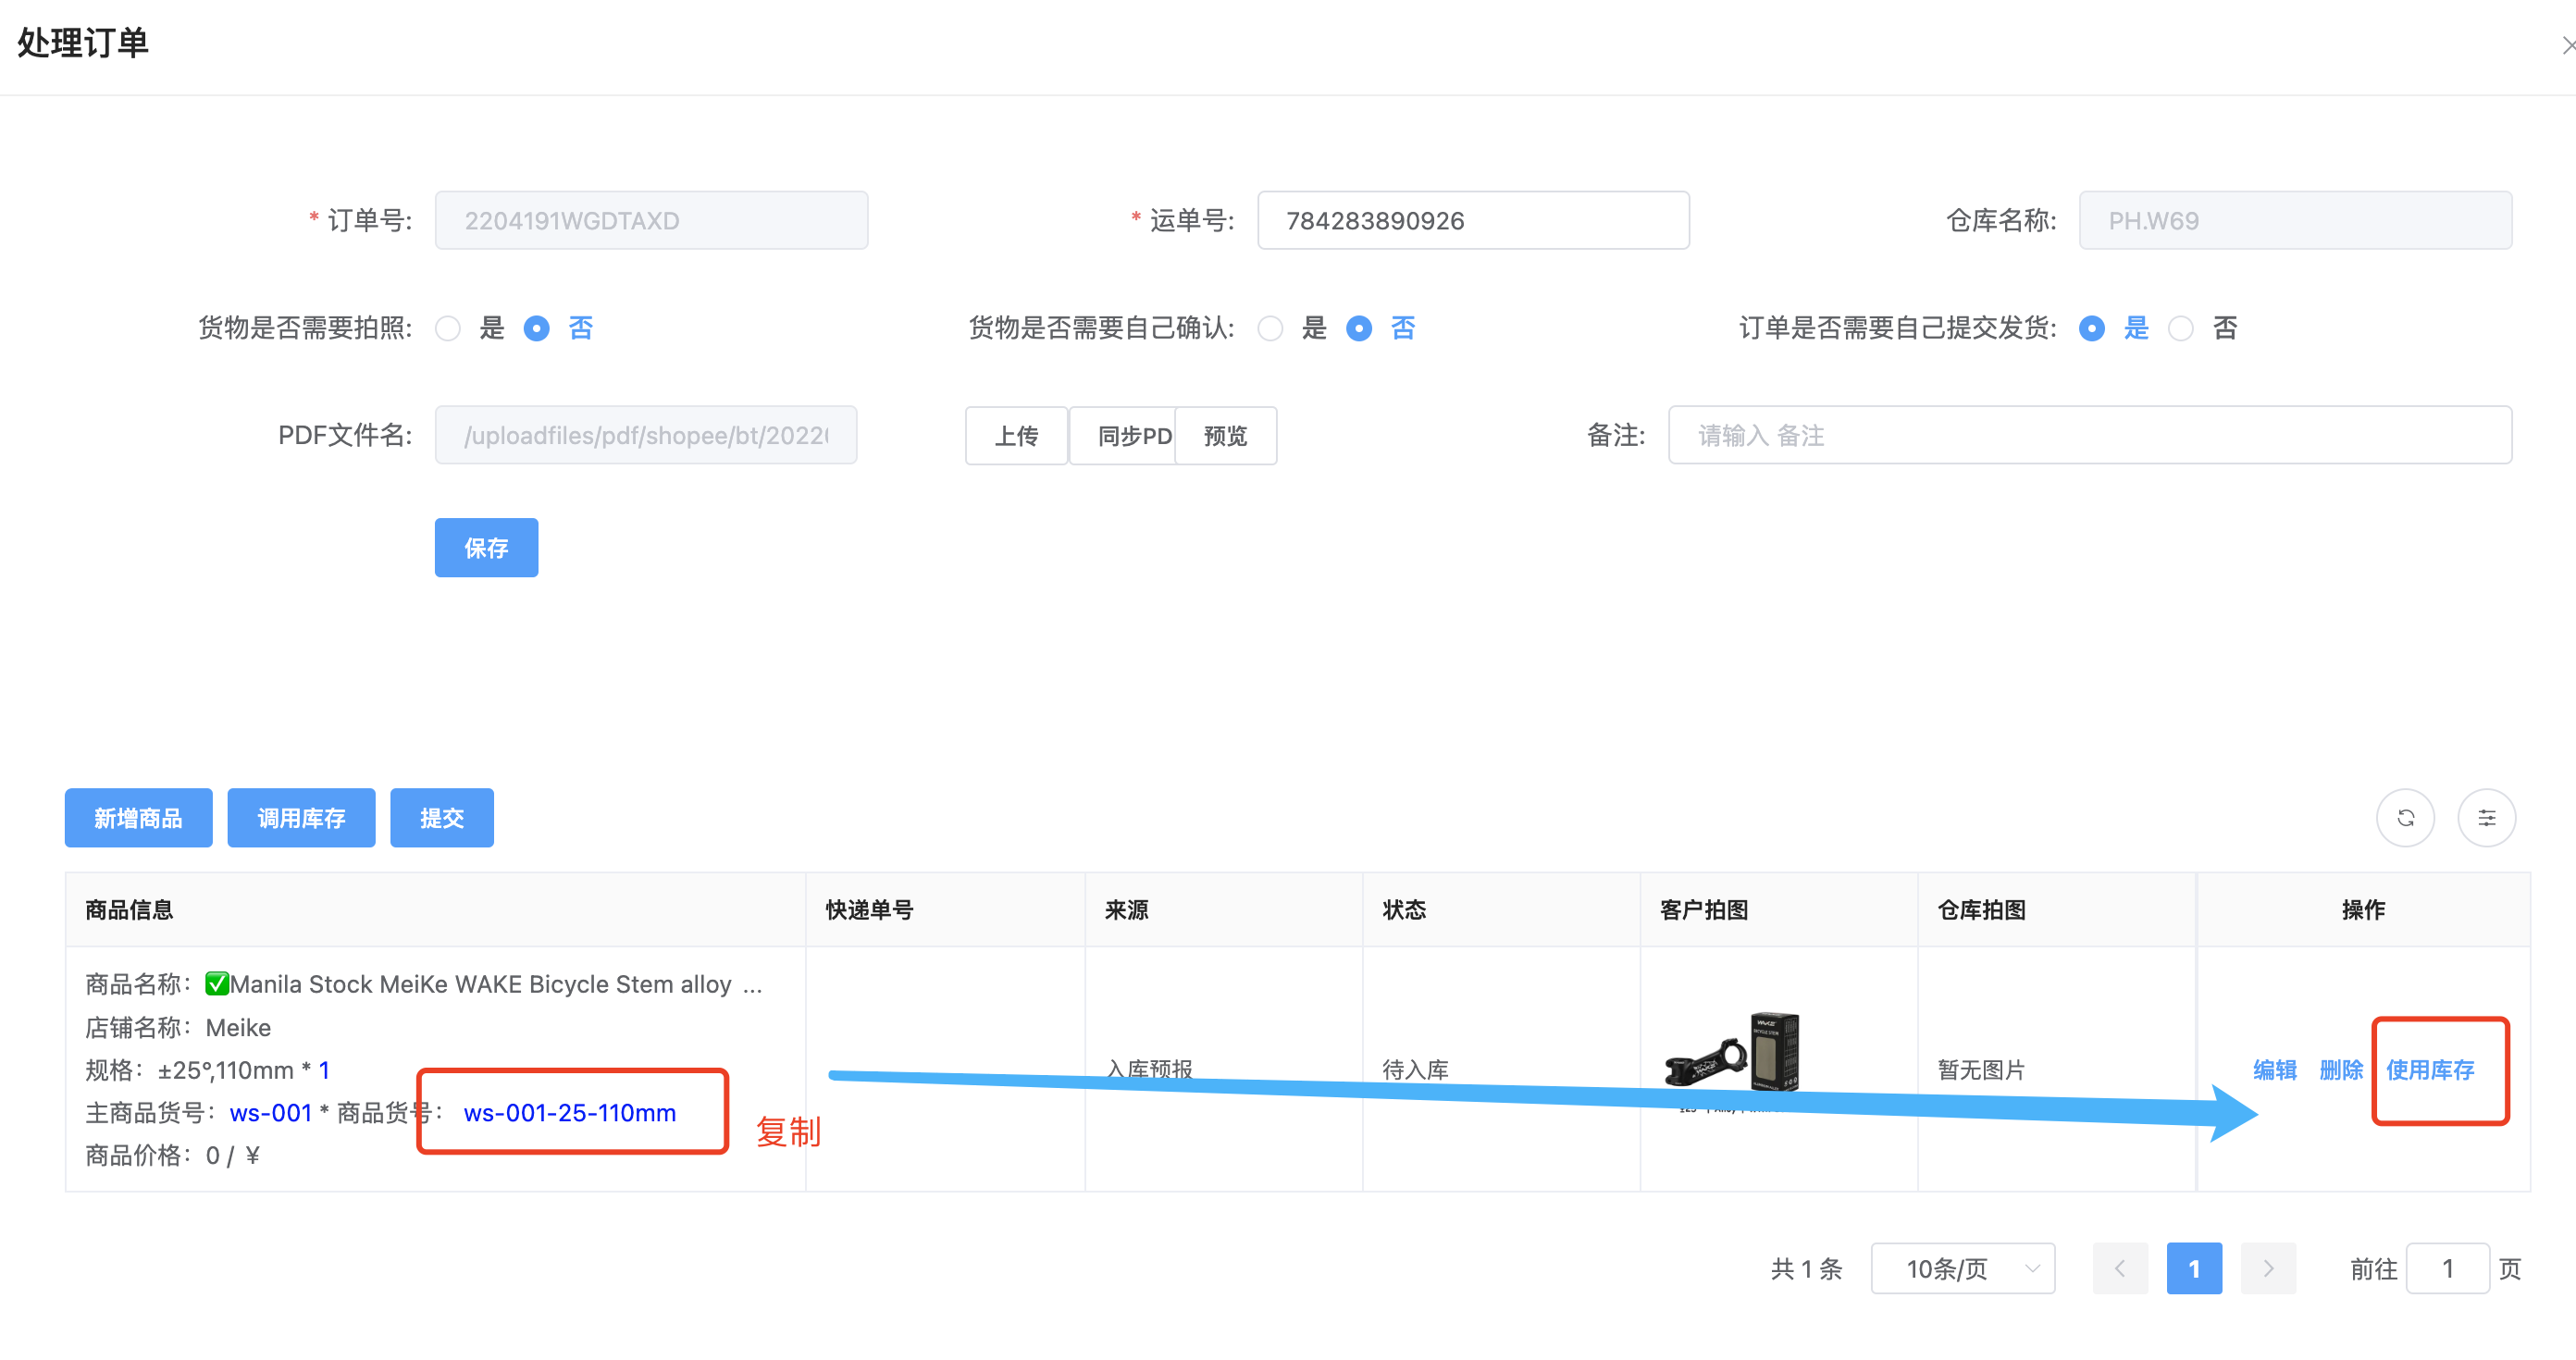 处理订单
* 订单号: 2204191WGDTAXD
* 运单号: 784283890926
仓库名称: PH.W69
货物是否需要拍照: 是 否
货物是否需要自己确认: 是 否
订单是否需要自己提交发货: 是 否
PDF文件名: /uploadfiles/pdf/shopee/bt/2022
上传 同步PD 预览
备注: 请输入 备注
保存
新增商品 调用库存 提交
商品信息 快递单号 来源 状态 客户拍图 仓库拍图 操作
商品名称：✅Manila Stock MeiKe WAKE Bicycle Stem alloy ...
店铺名称：Meike
规格：±25°,110mm * 1
主商品货号：ws-001 * 商品货号： ws-001-25-110mm
商品价格：0 / ¥
复制
入库预报
待入库
WAKE
暂无图片
编辑 删除 使用库存
共 1 条 10条/页 1 前往 1 页